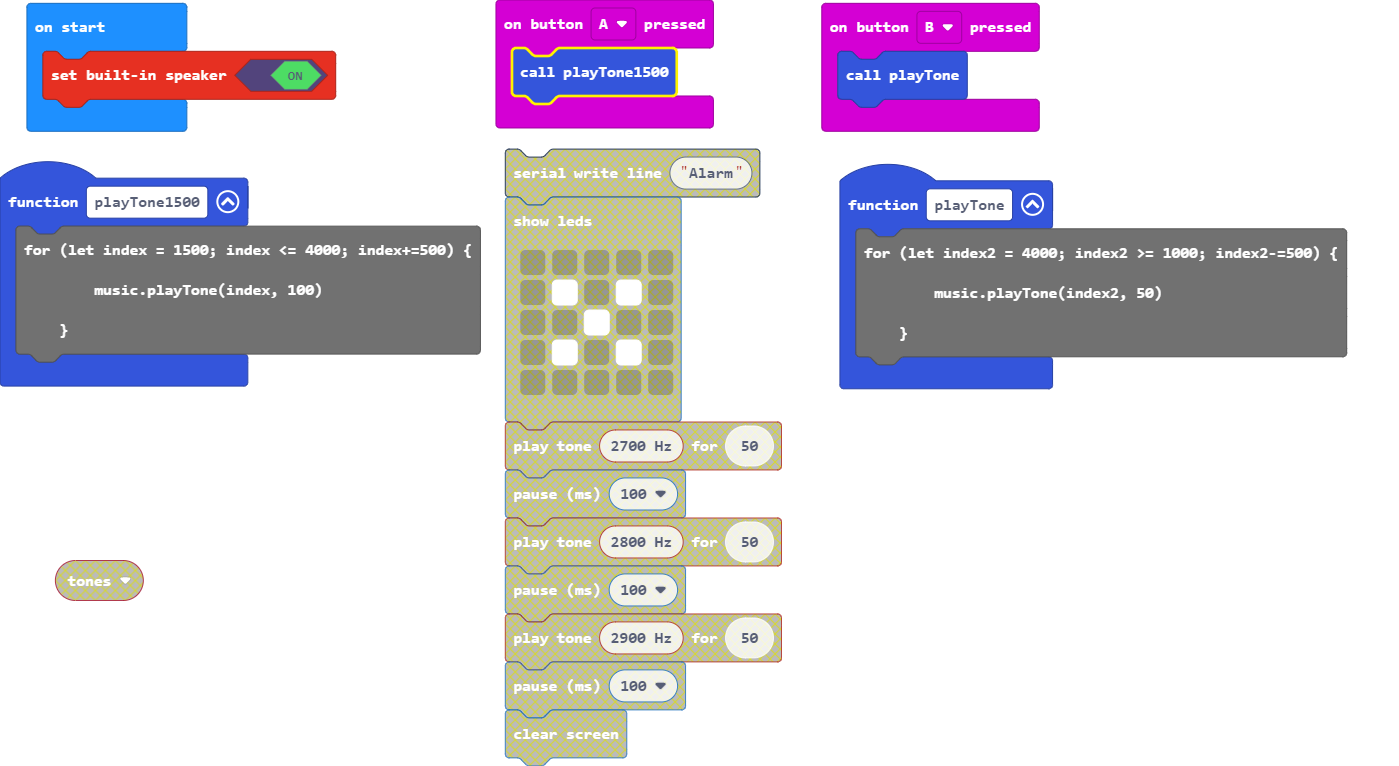 on start
set built-in speaker ON
on button A pressed
call playTone1500
on button B pressed
call playTone
function playTone1500
for (let index = 1500; index <= 4000; index+=500) {
music.playTone(index, 100)
}
serial write line "Alarm"
show leds
play tone 2700 Hz for 50
pause (ms) 100
play tone 2800 Hz for 50
pause (ms) 100
play tone 2900 Hz for 50
pause (ms) 100
clear screen
function playTone
for (let index2 = 4000; index2 >= 1000; index2-=500) {
music.playTone(index2, 50)
}
tones